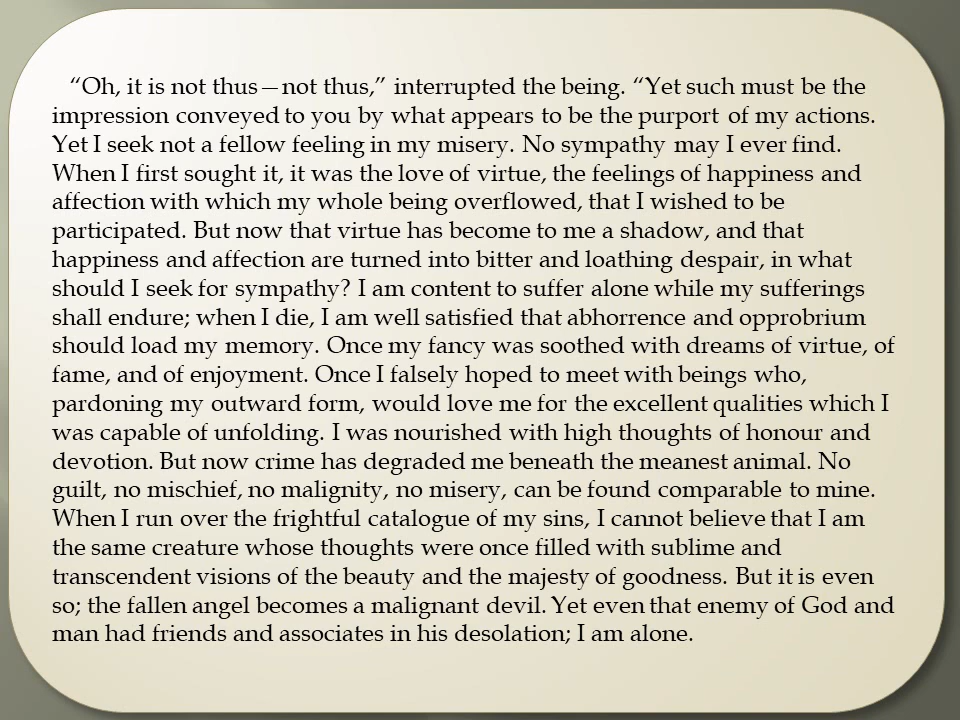 “Oh, it is not thus—not thus,” interrupted the being. “Yet such must be the
impression conveyed to you by what appears to be the purport of my actions.
Yet I seek not a fellow feeling in my misery. No sympathy may I ever find.
When I first sought it, it was the love of virtue, the feelings of happiness and
affection with which my whole being overflowed, that I wished to be
participated. But now that virtue has become to me a shadow, and that
happiness and affection are turned into bitter and loathing despair, in what
should I seek for sympathy? I am content to suffer alone while my sufferings
shall endure; when I die, I am well satisfied that abhorrence and opprobrium
should load my memory. Once my fancy was soothed with dreams of virtue, of
fame, and of enjoyment. Once I falsely hoped to meet with beings who,
pardoning my outward form, would love me for the excellent qualities which I
was capable of unfolding. I was nourished with high thoughts of honour and
devotion. But now crime has degraded me beneath the meanest animal. No
guilt, no mischief, no malignity, no misery, can be found comparable to mine.
When I run over the frightful catalogue of my sins, I cannot believe that I am
the same creature whose thoughts were once filled with sublime and
transcendent visions of the beauty and the majesty of goodness. But it is even
so; the fallen angel becomes a malignant devil. Yet even that enemy of God and
man had friends and associates in his desolation; I am alone.